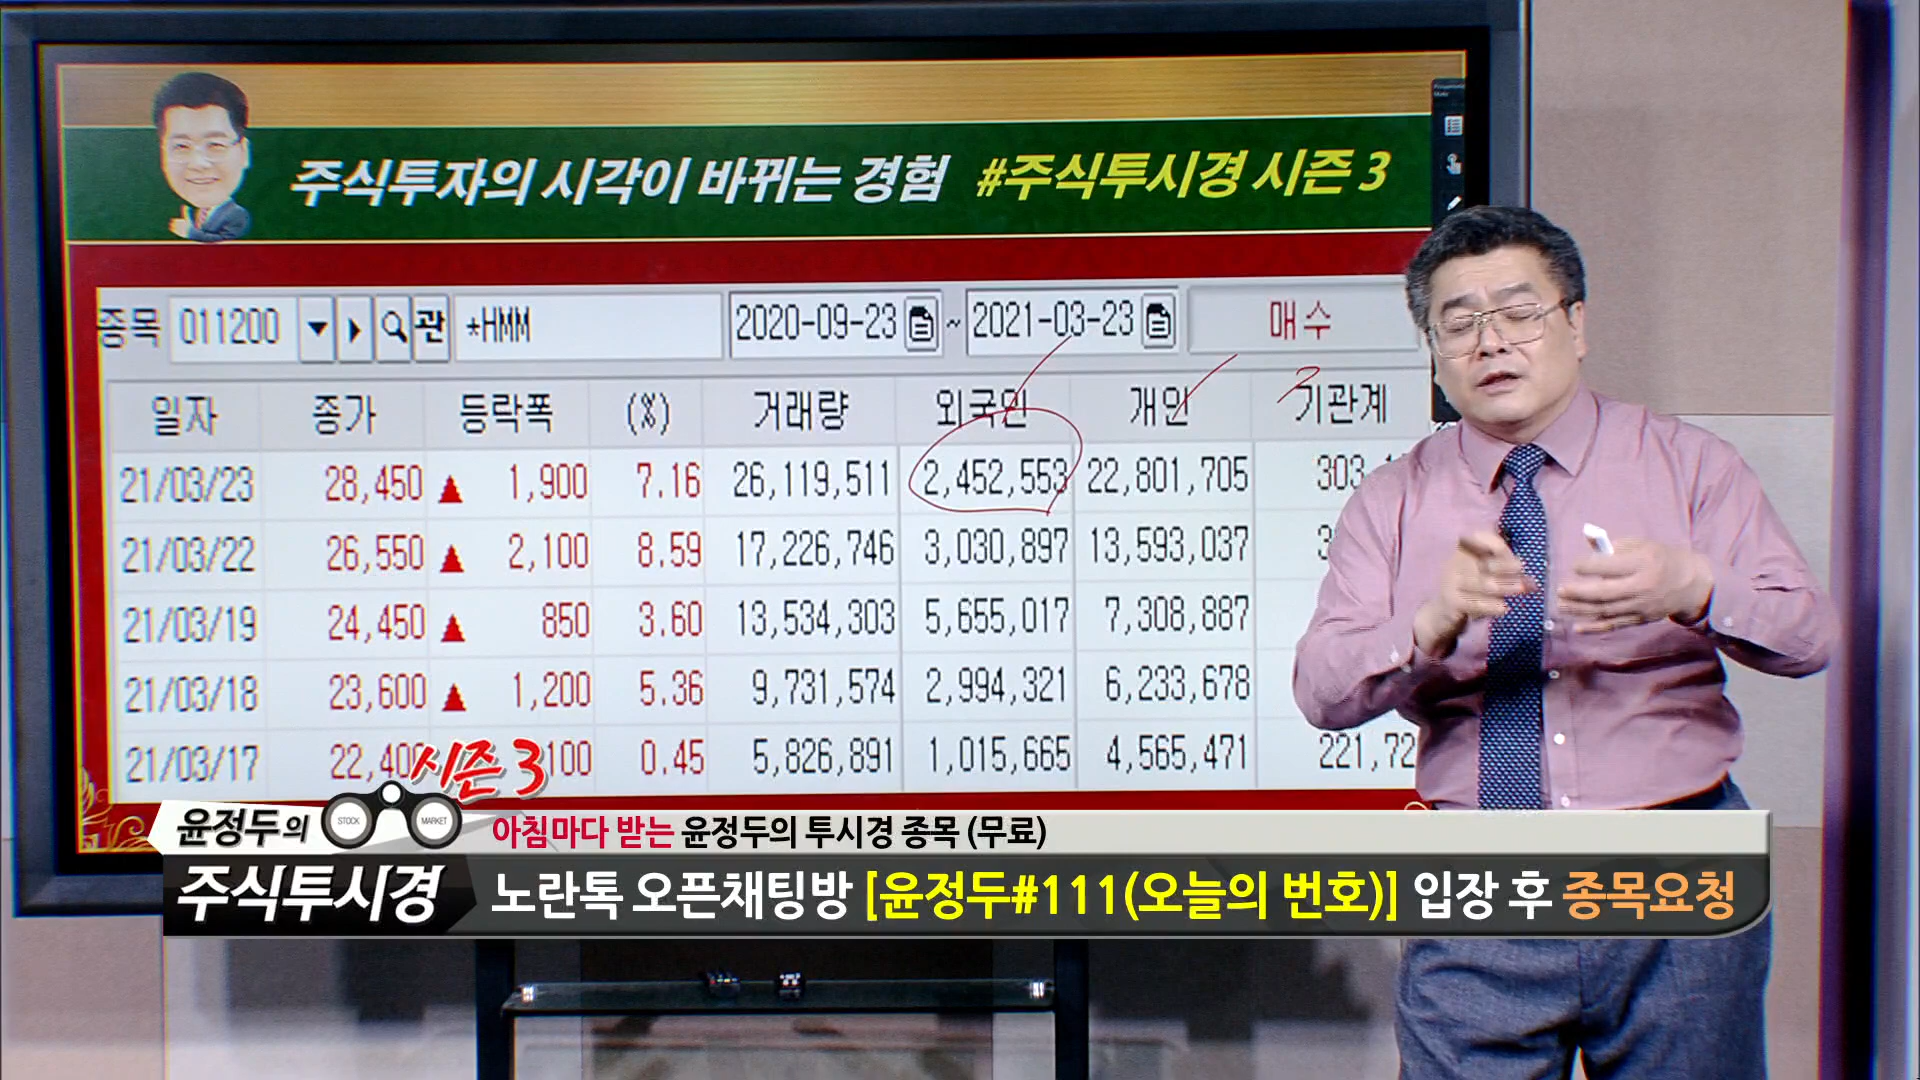 주식투자의 시각이 바뀌는 경험 #주식투시경 시즌 3
종목 011200 관 *HMM 2020-09-23 ~ 2021-03-23 매수
일자 종가 등락폭 (%) 거래량 외국인 개인 기관계
21/03/23 28,450 ▲ 1,900 7.16 26,119,511 2,452,553 22,801,705 303
21/03/22 26,550 ▲ 2,100 8.59 17,226,746 3,030,897 13,593,037
21/03/19 24,450 ▲ 850 3.60 13,534,303 5,655,017 7,308,887
21/03/18 23,600 ▲ 1,200 5.36 9,731,574 2,994,321 6,233,678
21/03/17 22,400 100 0.45 5,826,891 1,015,665 4,565,471 221,72
시즌 3
윤정두의 STOCK MARKET
주식투시경
아침마다 받는 윤정두의 투시경 종목 (무료)
노란톡 오픈채팅방 [윤정두#111(오늘의 번호)] 입장 후 종목요청